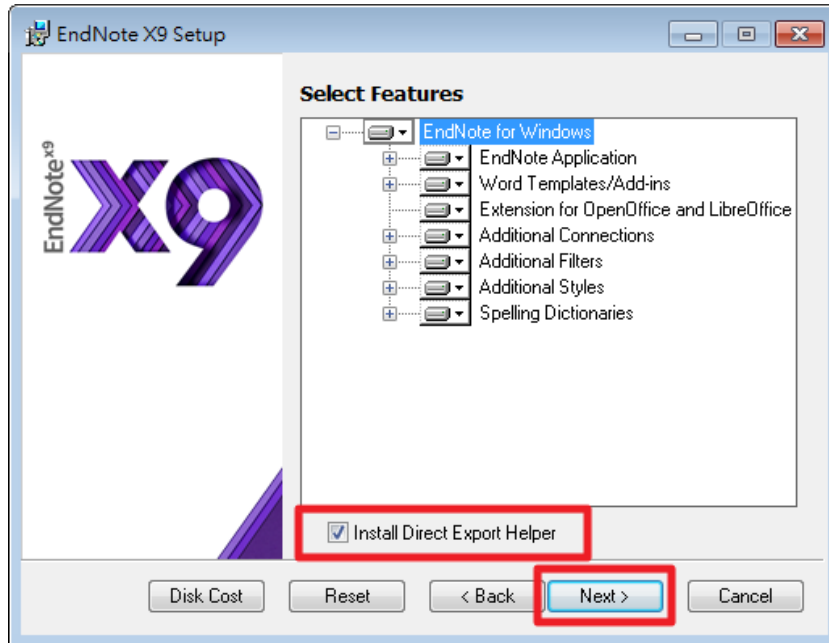 EndNote X9 Setup
Select Features
EndNote for Windows
EndNote Application
Word Templates/Add-ins
Extension for OpenOffice and LibreOffice
Additional Connections
Additional Filters
Additional Styles
Spelling Dictionaries
EndNote X9
X9
Install Direct Export Helper
Disk Cost
Reset
< Back
Next >
Cancel